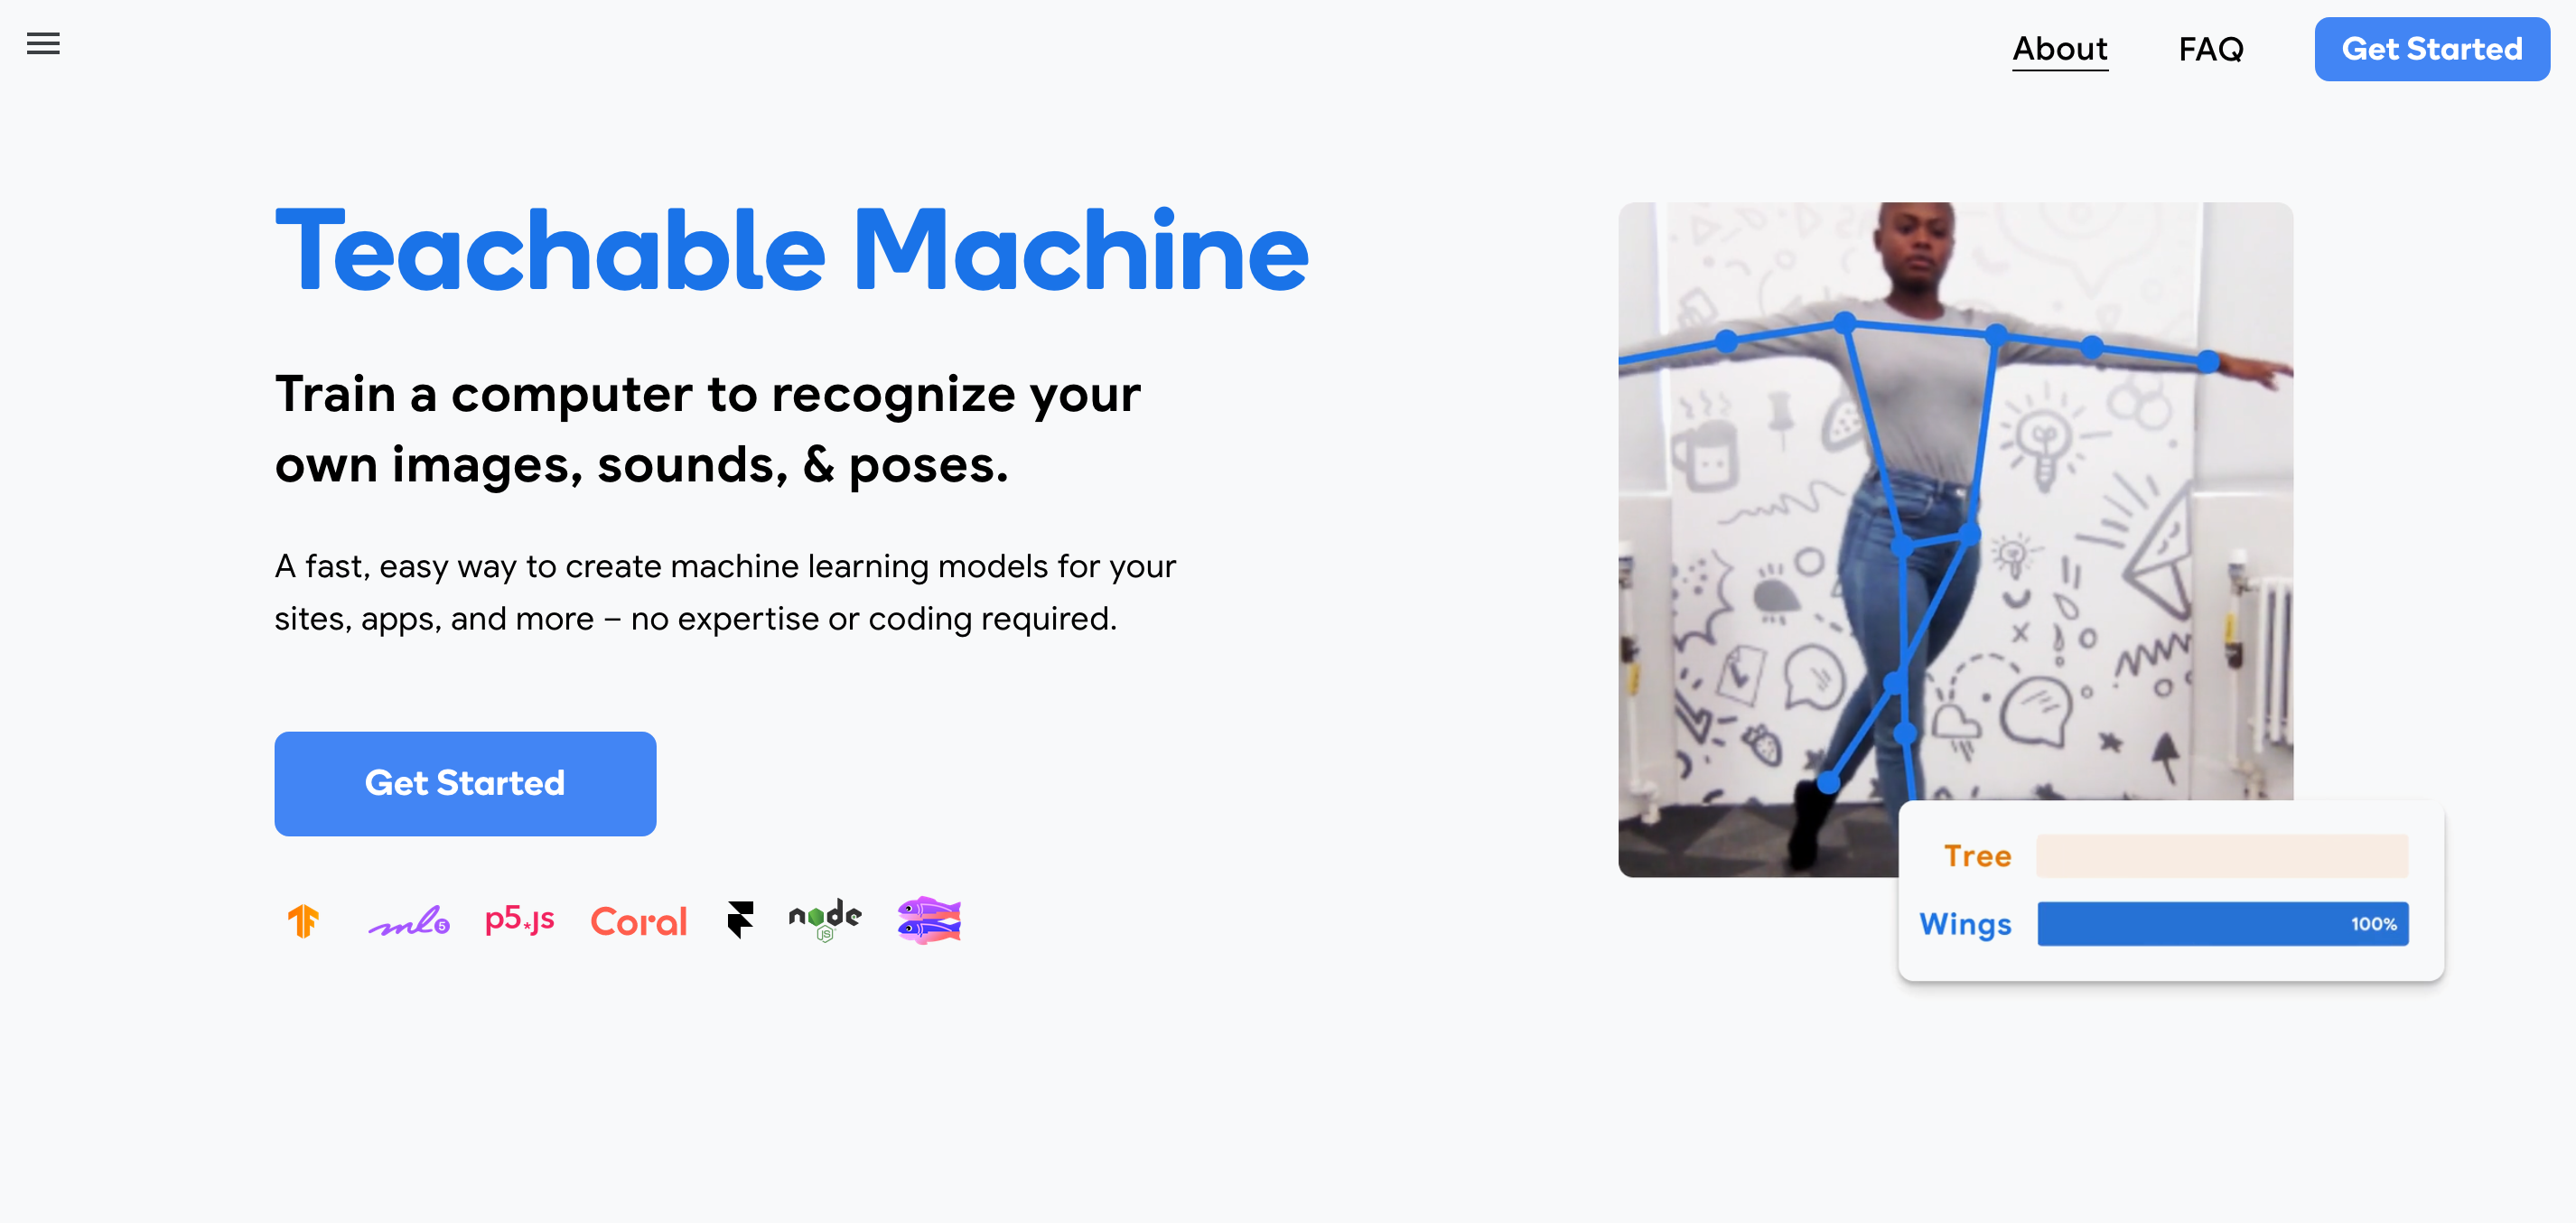 About
FAQ
Get Started
Teachable Machine
Train a computer to recognize your
own images, sounds, & poses.
A fast, easy way to create machine learning models for your
sites, apps, and more – no expertise or coding required.
Get Started
TF
ml5
p5*js
Coral
node
JS
Tree
Wings
100%